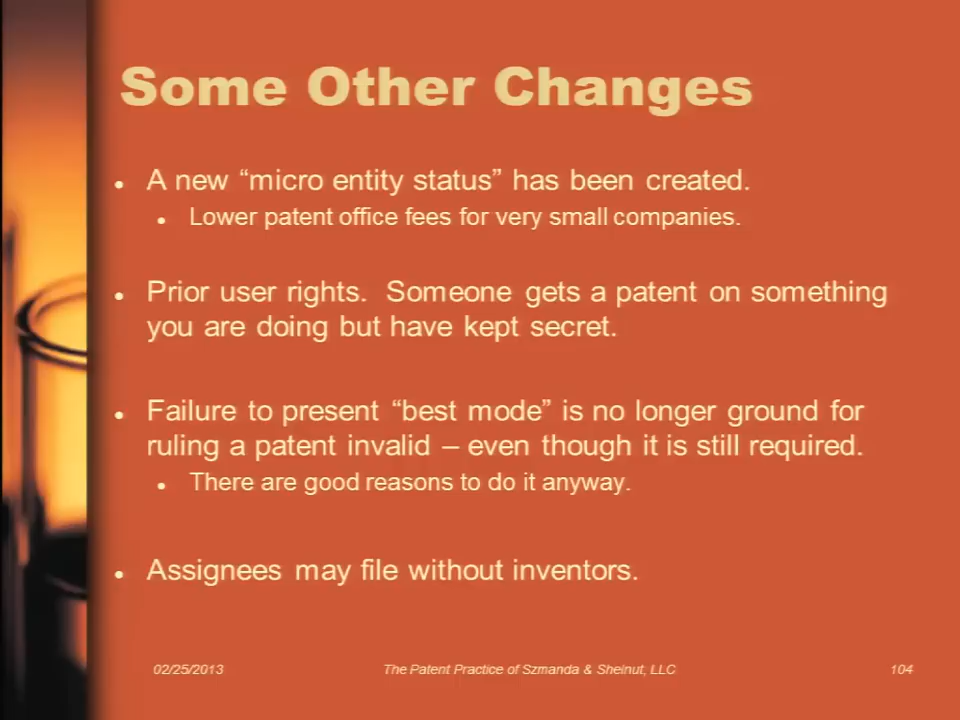 Some Other Changes
A new “micro entity status” has been created.
Lower patent office fees for very small companies.
Prior user rights.  Someone gets a patent on something
you are doing but have kept secret.
Failure to present “best mode” is no longer ground for
ruling a patent invalid – even though it is still required.
There are good reasons to do it anyway.
Assignees may file without inventors.
02/25/2013 The Patent Practice of Szmanda & Sheinut, LLC 104